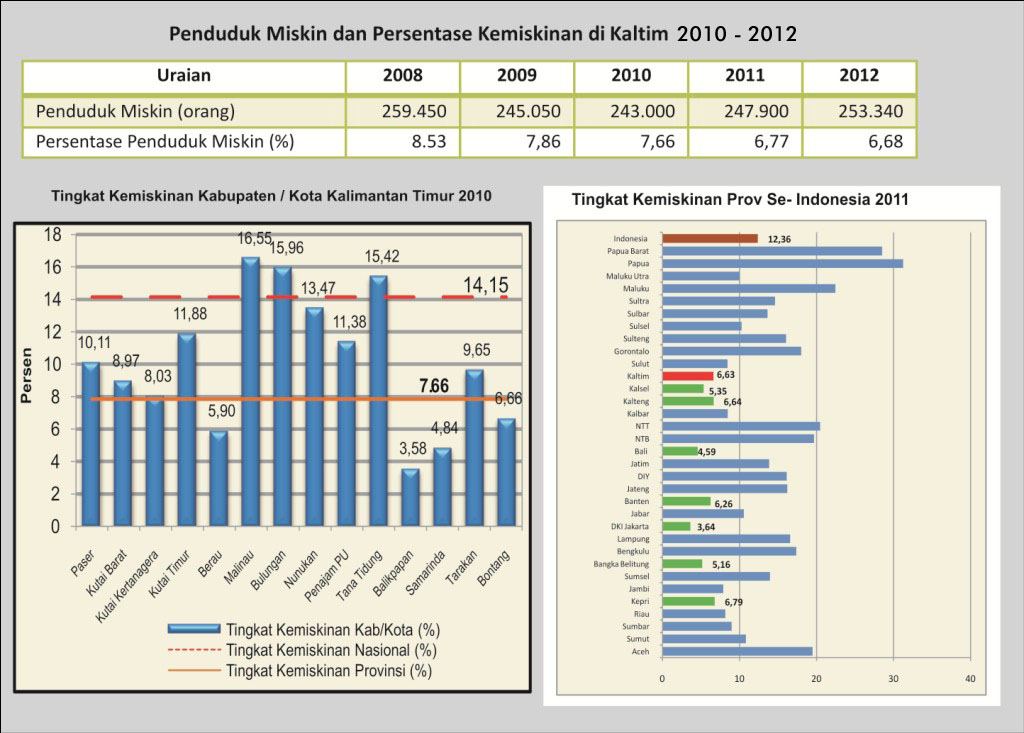 Penduduk Miskin dan Persentase Kemiskinan di Kaltim 2010 - 2012
Uraian 2008 2009 2010 2011 2012
Penduduk Miskin (orang) 259.450 245.050 243.000 247.900 253.340
Persentase Penduduk Miskin (%) 8.53 7,86 7,66 6,77 6,68
Tingkat Kemiskinan Kabupaten / Kota Kalimantan Timur 2010
Persen
18
16
14
12
10
8
6
4
2
0
10,11
8,97
8,03
11,88
5,90
16,55
15,96
13,47
11,38
15,42
3,58
4,84
9,65
6,66
14,15
7.66
Paser
Kutai Barat
Kutai Kertanagera
Kutai Timur
Berau
Malinau
Bulungan
Nunukan
Penajam PU
Tana Tidung
Balikpapan
Samarinda
Tarakan
Bontang
Tingkat Kemiskinan Kab/Kota (%)
Tingkat Kemiskinan Nasional (%)
Tingkat Kemiskinan Provinsi (%)
Tingkat Kemiskinan Prov Se- Indonesia 2011
Indonesia 12,36
Papua Barat
Papua
Maluku Utra
Maluku
Sultra
Sulbar
Sulsel
Sulteng
Gorontalo
Sulut
Kaltim 6,63
Kalsel 5,35
Kalteng 6,64
Kalbar
NTT
NTB
Bali 4,59
Jatim
DIY
Jateng
Banten 6,26
Jabar
DKI Jakarta 3,64
Lampung
Bengkulu
Bangka Belitung 5,16
Sumsel
Jambi
Kepri 6,79
Riau
Sumbar
Sumut
Aceh
0 10 20 30 40